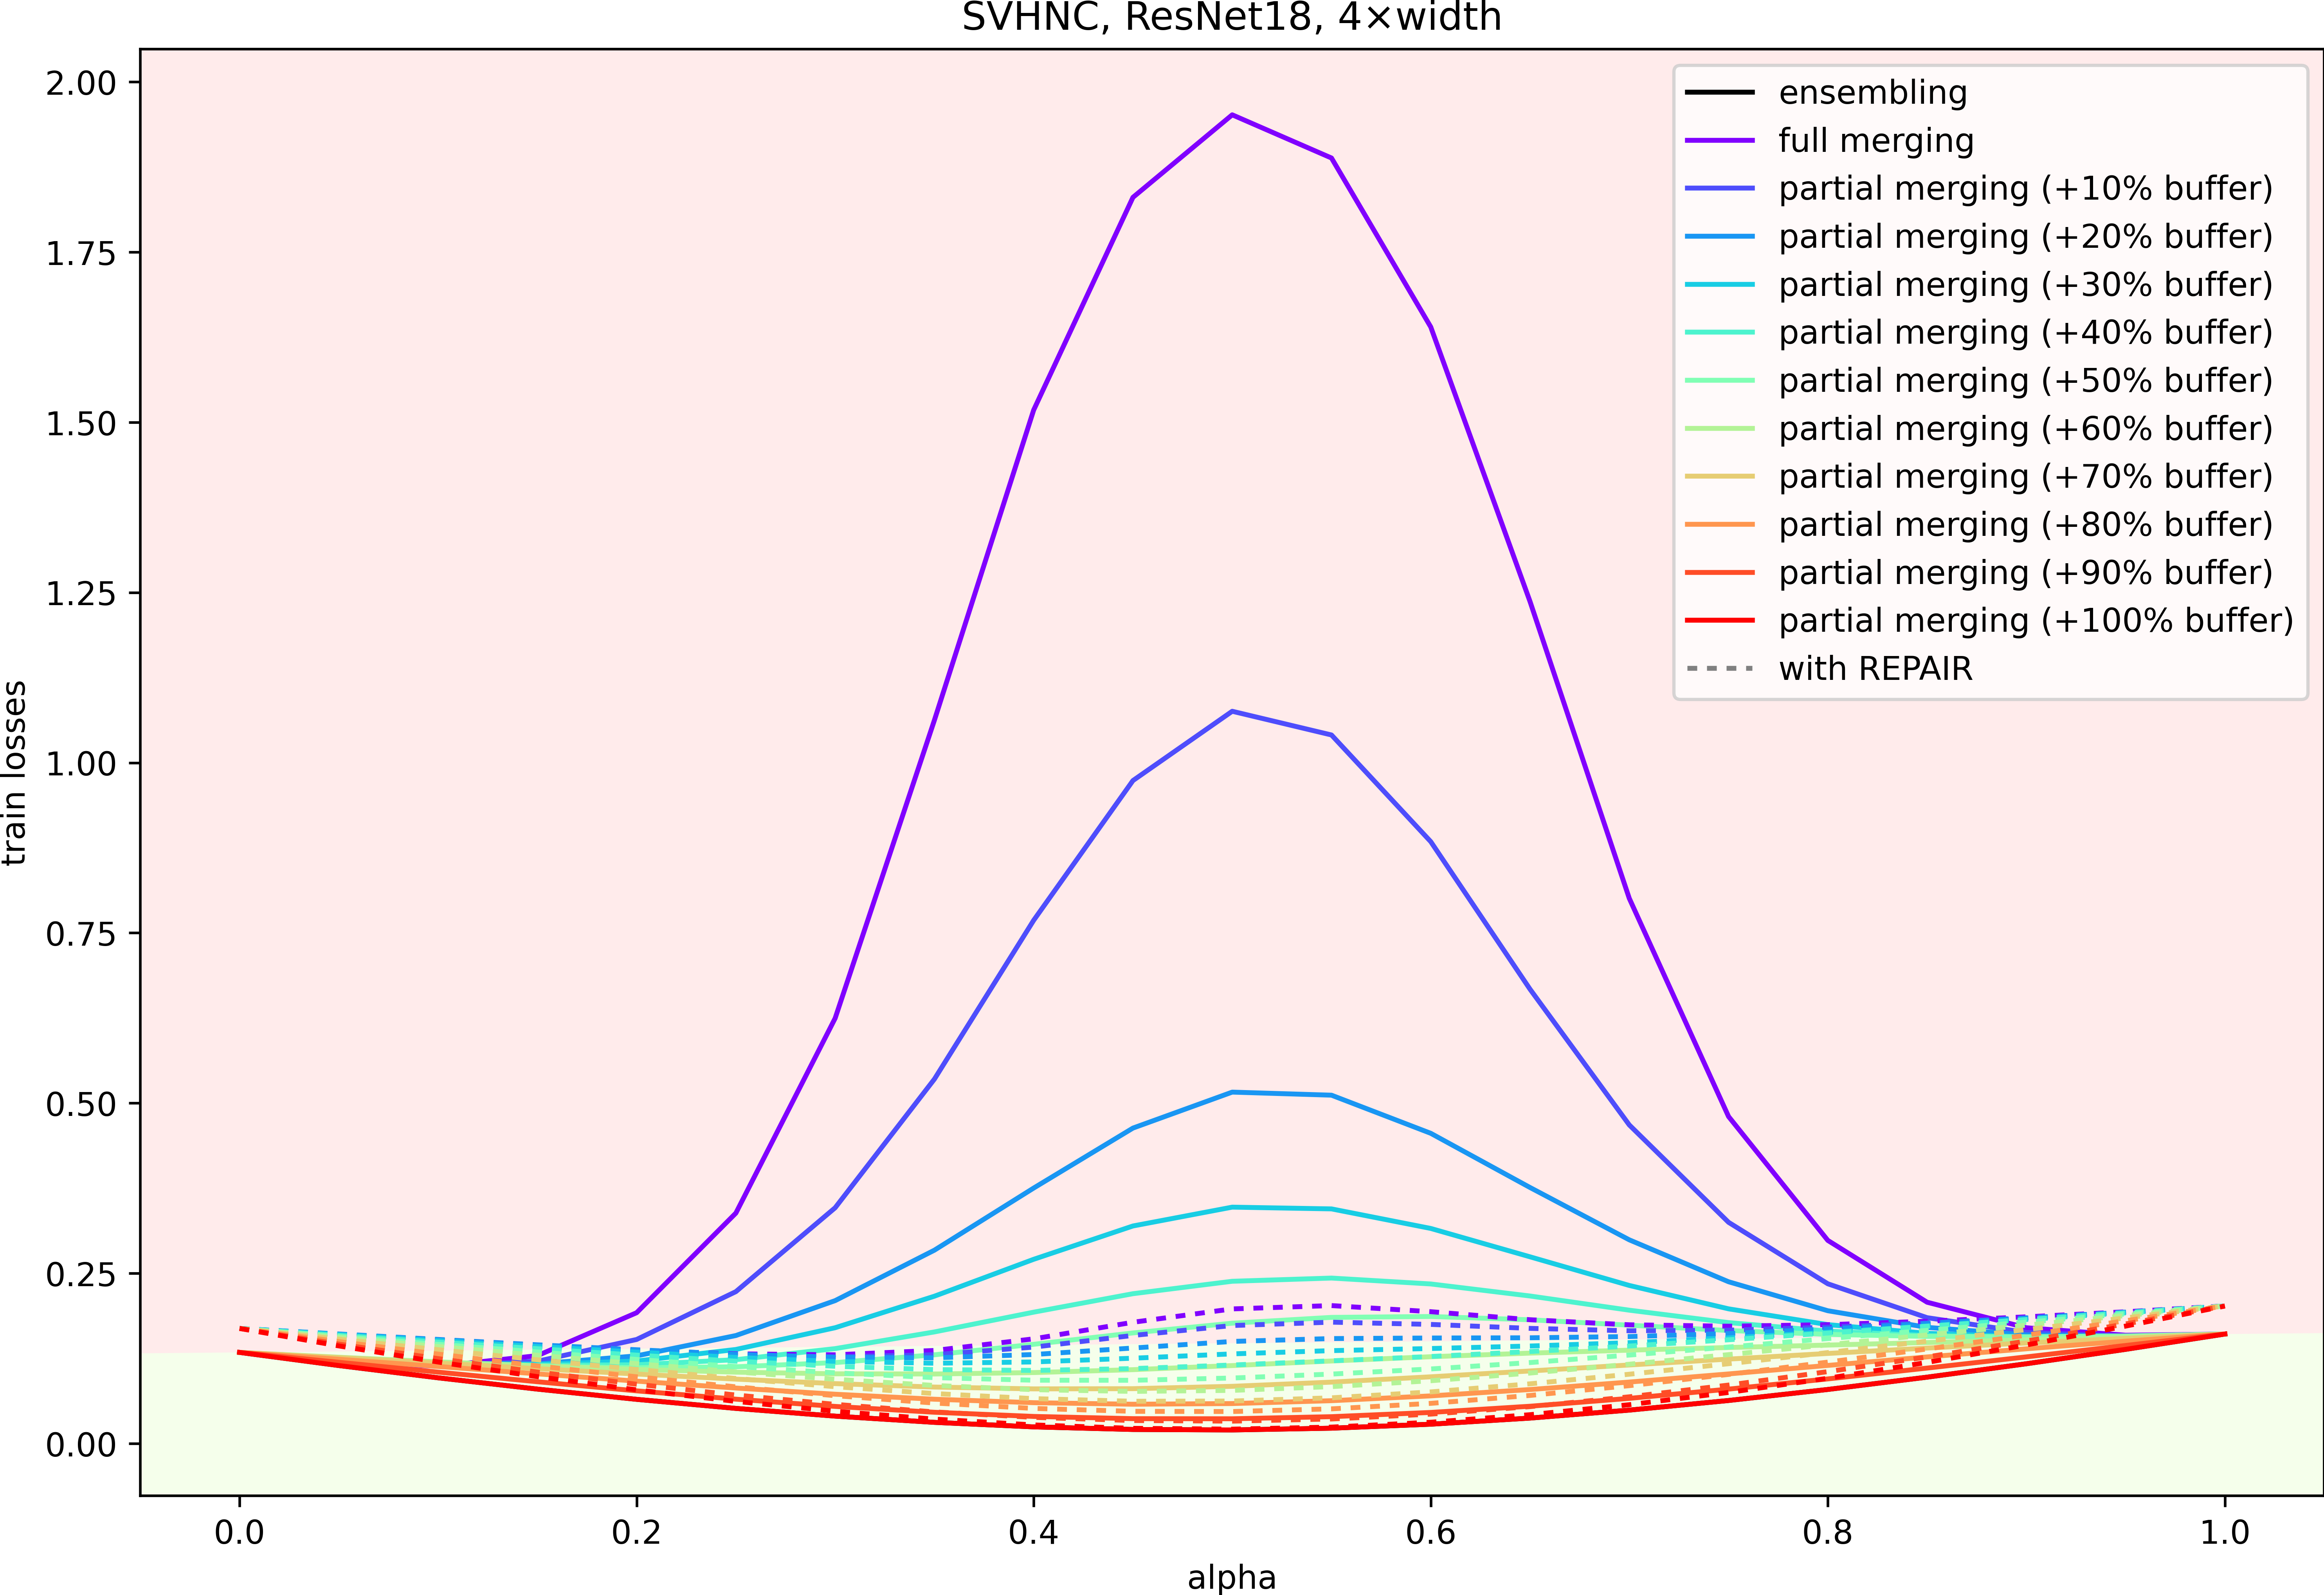 SVHNC, ResNet18, 4×width
train losses
2.00
1.75
1.50
1.25
1.00
0.75
0.50
0.25
0.00
ensembling
full merging
partial merging (+10% buffer)
partial merging (+20% buffer)
partial merging (+30% buffer)
partial merging (+40% buffer)
partial merging (+50% buffer)
partial merging (+60% buffer)
partial merging (+70% buffer)
partial merging (+80% buffer)
partial merging (+90% buffer)
partial merging (+100% buffer)
with REPAIR
0.0 0.2 0.4 0.6 0.8 1.0
alpha